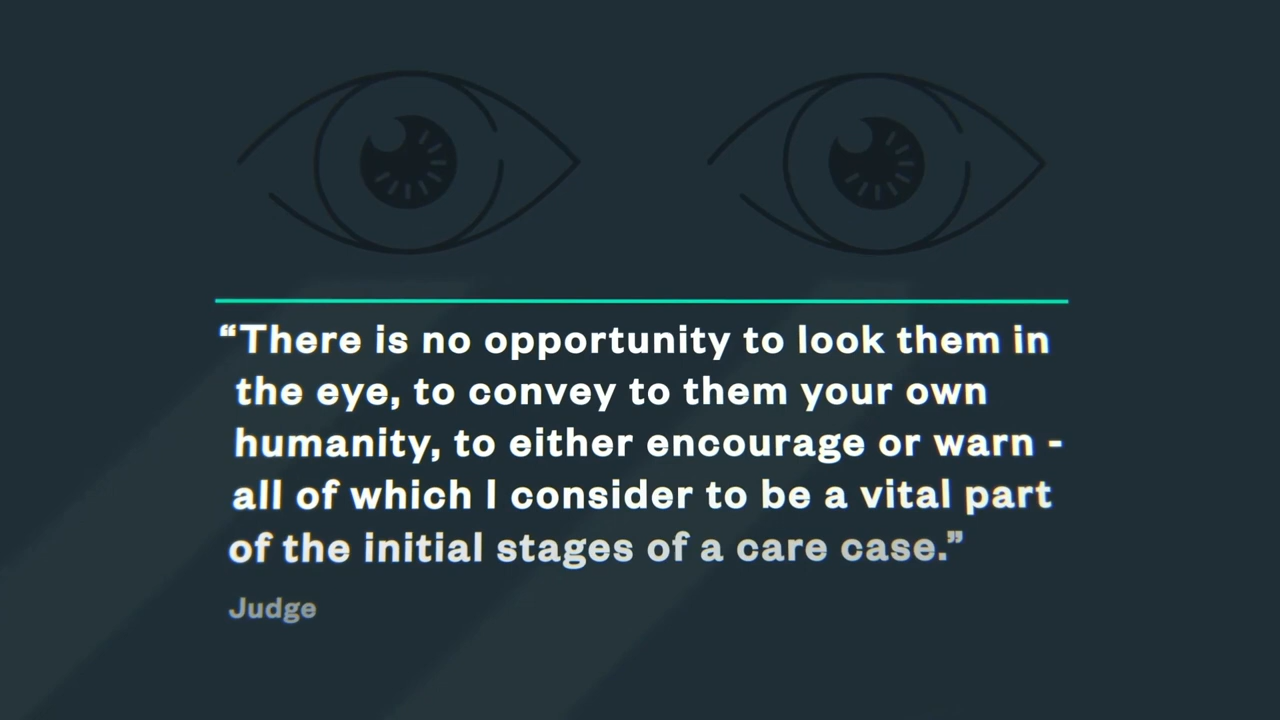 “There is no opportunity to look them in
the eye, to convey to them your own
humanity, to either encourage or warn -
all of which I consider to be a vital part
of the initial stages of a care case.”
Judge